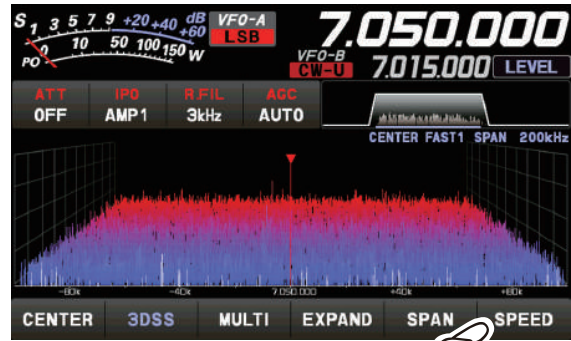 S 1 3 5 7 9 +20 +40 +60 dB
PO 0 10 50 100 150 W
VFO-A
LSB
7.050.000
VFO-B
CW-U
7.015.000
LEVEL
ATT IPO R.FIL AGC
OFF AMP1 3kHz AUTO
CENTER FAST1 SPAN 200kHz
-80k -40k 7.050.000 +40k +80k
CENTER 3DSS MULTI EXPAND SPAN SPEED